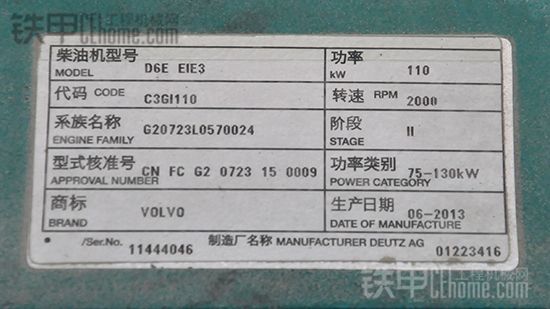 铁甲 工程机械网
CEhome.com
柴油机型号 D6E EIE3 功率
MODEL kW 110
代码 CODE C3GI110 转速 RPM 2000
系族名称 G20723L0570024 阶段 II
ENGINE FAMILY STAGE
型式核准号 CN FC G2 0723 15 0009 功率类别 75-130kW
APPROVAL NUMBER POWER CATEGORY
商标 VOLVO 生产日期 06-2013
BRAND DATE OF MANUFACTURE
/Ser.No. 11444046 制造厂名称 MANUFACTURER DEUTZ AG 01223416
铁甲 工程机械网
CEhome.com